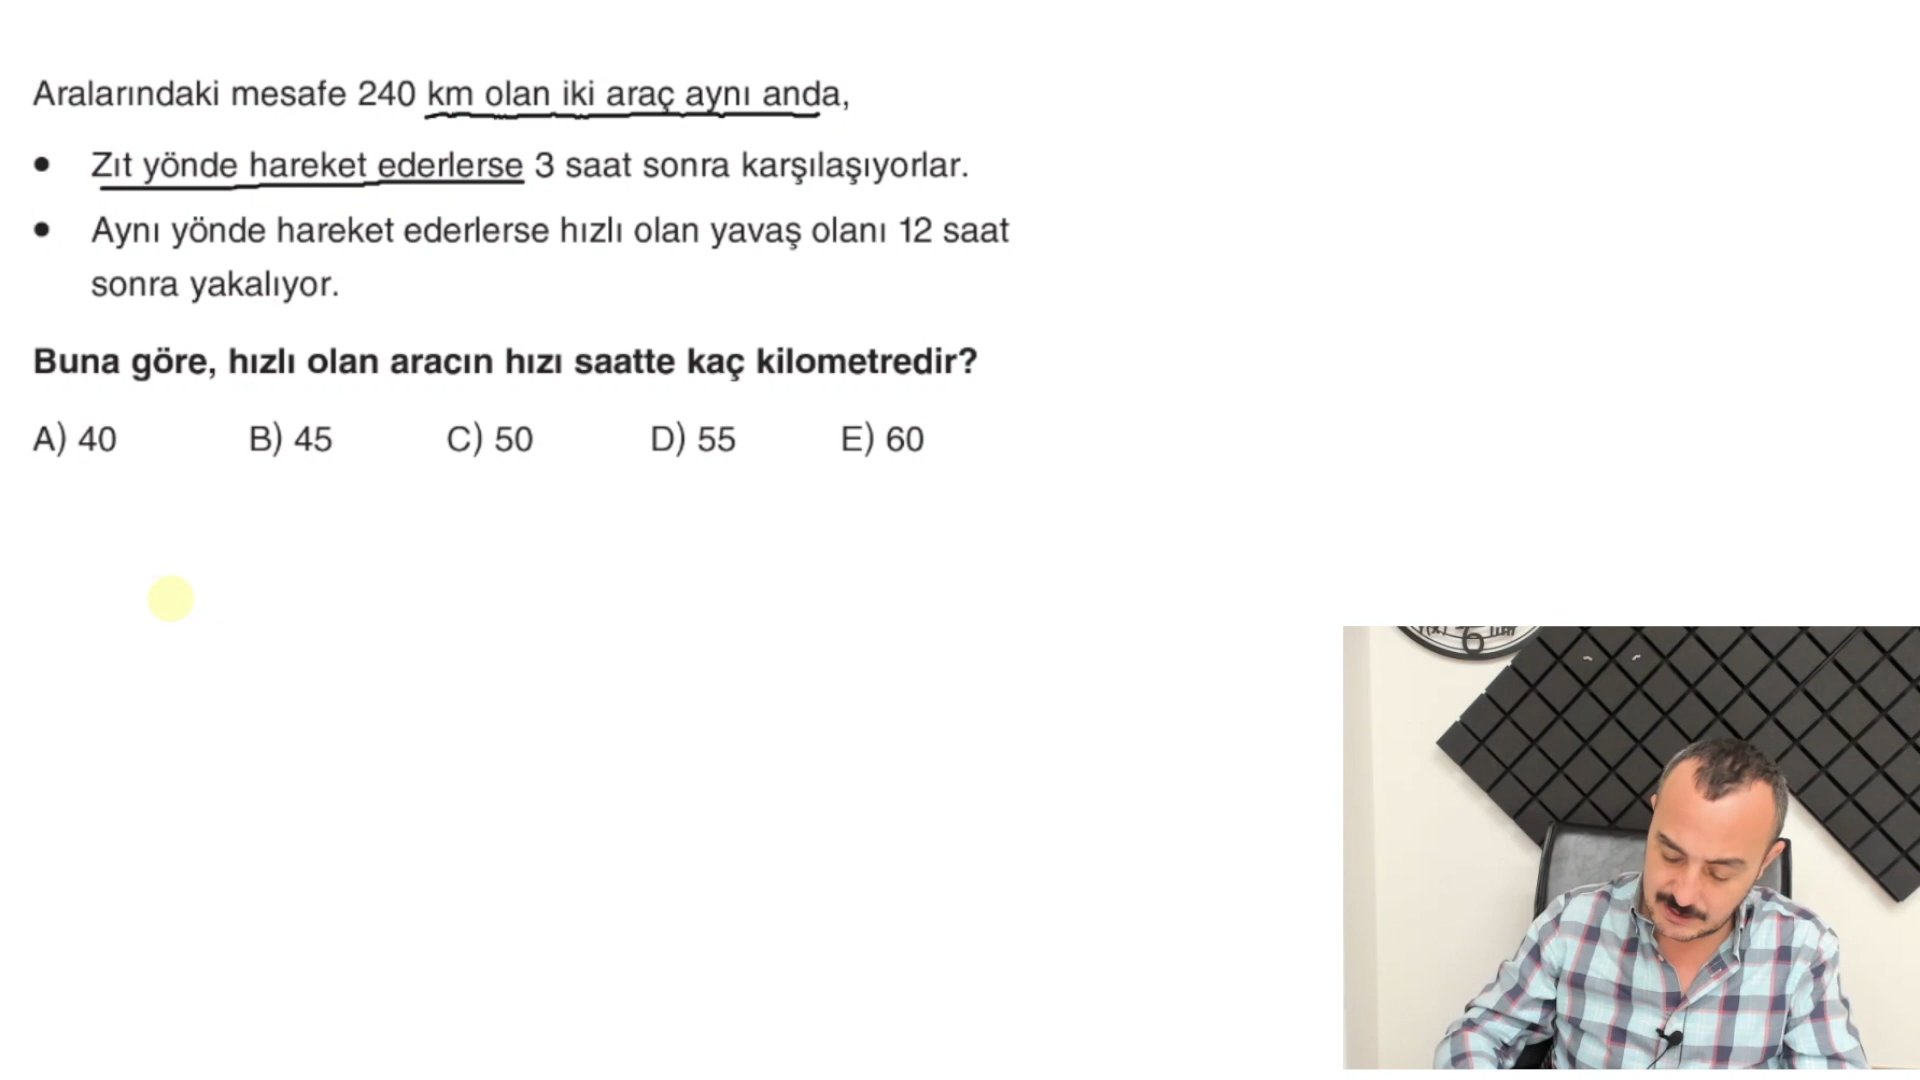 Aralarındaki mesafe 240 km olan iki araç aynı anda,
• Zıt yönde hareket ederlerse 3 saat sonra karşılaşıyorlar.
• Aynı yönde hareket ederlerse hızlı olan yavaş olanı 12 saat
sonra yakalıyor.
Buna göre, hızlı olan aracın hızı saatte kaç kilometredir?
A) 40 B) 45 C) 50 D) 55 E) 60
6